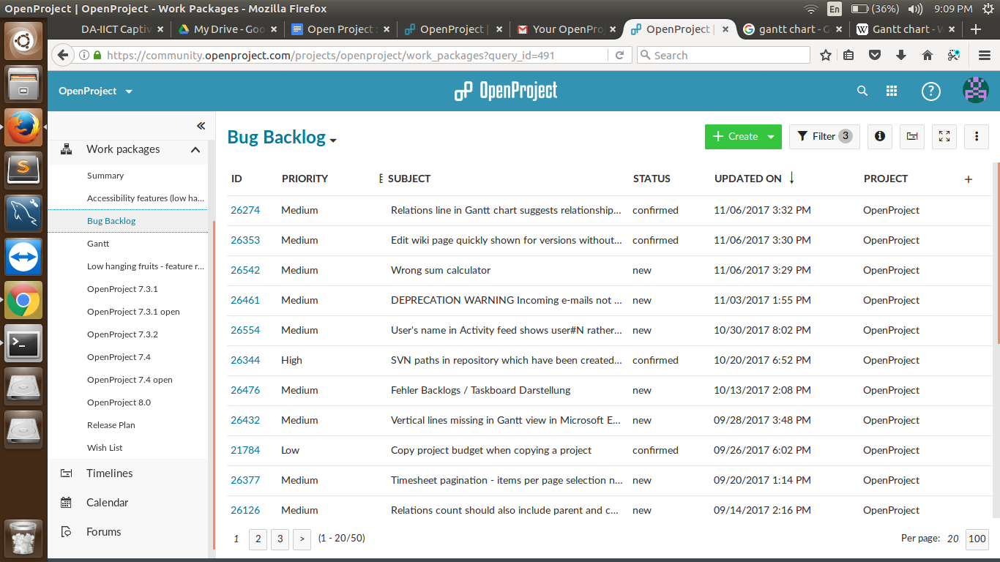 OpenProject | OpenProject - Work Packages - Mozilla Firefox
En (36%) 9:09 PM
DA-IICT Captiv
My Drive - Goo
Open Project :
OpenProject |
Your OpenPro
OpenProject |
gantt chart - G
Gantt chart - W
https://community.openproject.com/projects/openproject/work_packages?query_id=491
Search
OpenProject
OpenProject
?
Work packages
Summary
Accessibility features (low ha...
Bug Backlog
Gantt
Low hanging fruits - feature r...
OpenProject 7.3.1
OpenProject 7.3.1 open
OpenProject 7.3.2
OpenProject 7.4
OpenProject 7.4 open
OpenProject 8.0
Release Plan
Wish List
Timelines
Calendar
Forums
Bug Backlog
+ Create
Filter 3
ID PRIORITY SUBJECT STATUS UPDATED ON PROJECT +
26274 Medium Relations line in Gantt chart suggests relationship... confirmed 11/06/2017 3:32 PM OpenProject
26353 Medium Edit wiki page quickly shown for versions without... confirmed 11/06/2017 3:30 PM OpenProject
26542 Medium Wrong sum calculator new 11/06/2017 3:29 PM OpenProject
26461 Medium DEPRECATION WARNING Incoming e-mails not ... new 11/03/2017 1:55 PM OpenProject
26554 Medium User's name in Activity feed shows user#N rather... new 10/30/2017 8:02 PM OpenProject
26344 High SVN paths in repository which have been created... confirmed 10/20/2017 6:52 PM OpenProject
26476 Medium Fehler Backlogs / Taskboard Darstellung new 10/13/2017 2:08 PM OpenProject
26432 Medium Vertical lines missing in Gantt view in Microsoft E... new 09/28/2017 3:48 PM OpenProject
21784 Low Copy project budget when copying a project confirmed 09/26/2017 6:02 PM OpenProject
26377 Medium Timesheet pagination - items per page selection n... new 09/20/2017 1:14 PM OpenProject
26126 Medium Relations count should also include parent and c... new 09/14/2017 2:16 PM OpenProject
1 2 3 > (1 - 20/50) Per page: 20 100